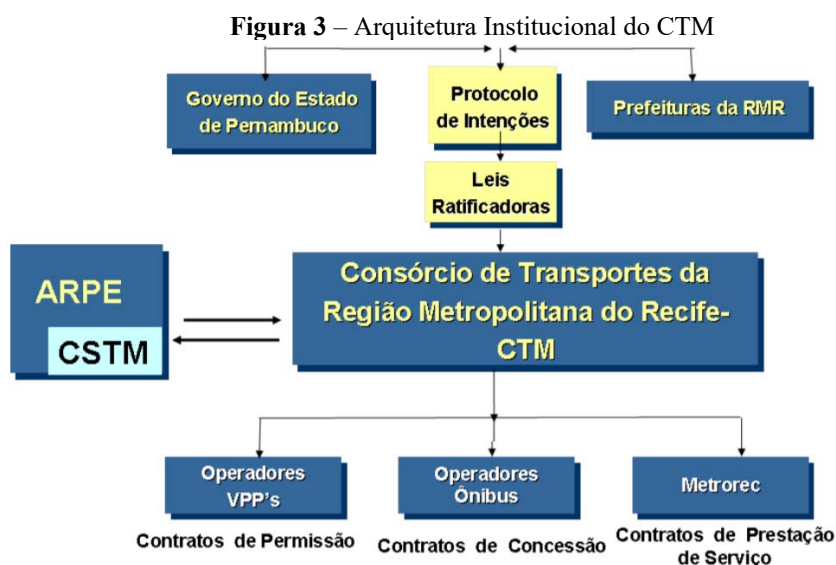 Figura 3 – Arquitetura Institucional do CTM
Governo do Estado
de Pernambuco
Protocolo
de Intenções
Prefeituras da RMR
Leis
Ratificadoras
ARPE
CSTM
Consórcio de Transportes da
Região Metropolitana do Recife-
CTM
Operadores
VPP's
Operadores
Ônibus
Metrorec
Contratos de Permissão
Contratos de Concessão
Contratos de Prestação
de Serviço